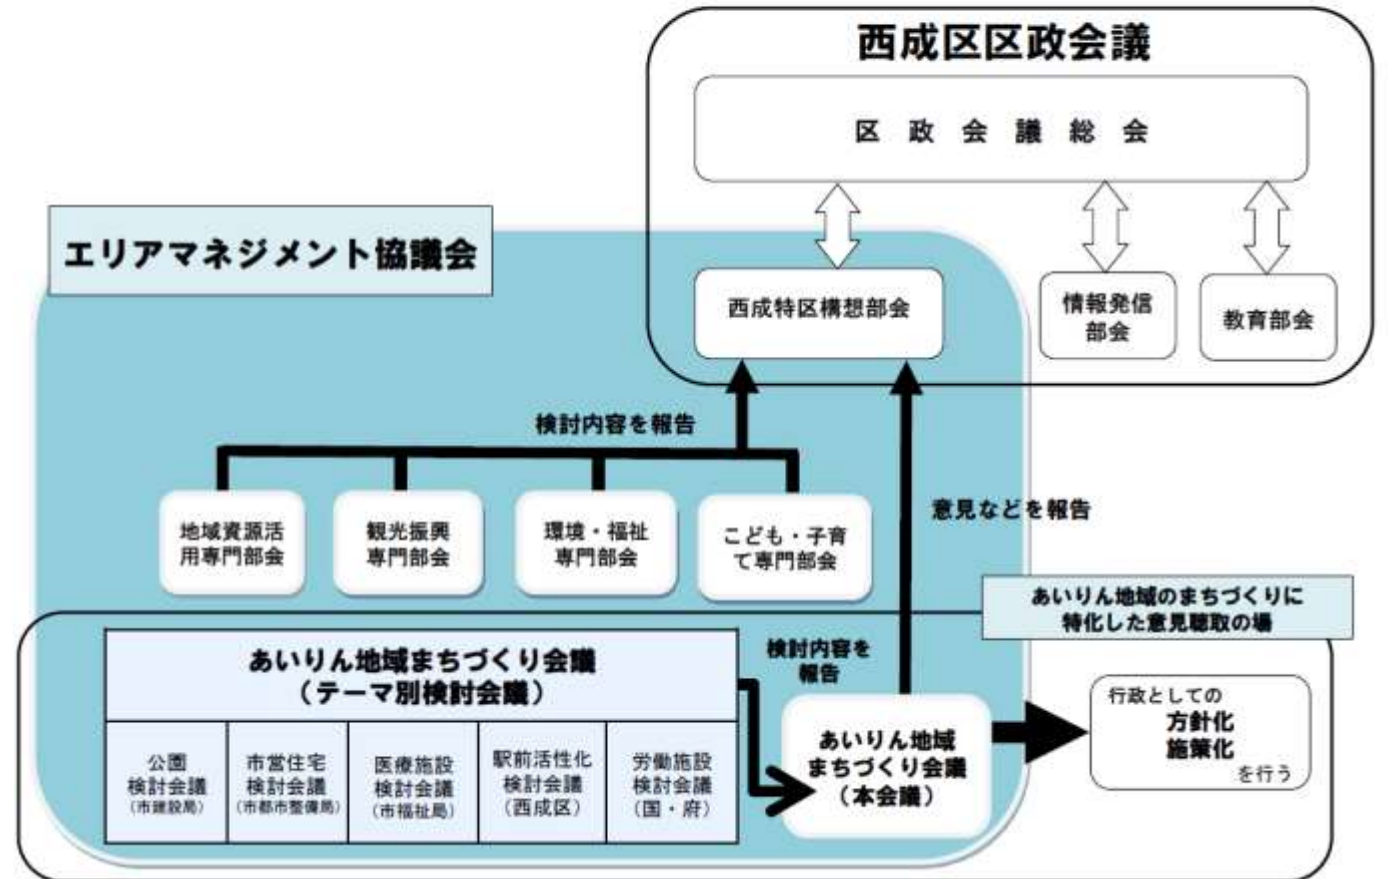 西成区区政会議
区政会議総会
エリアマネジメント協議会
西成特区構想部会
情報発信
部会
教育部会
検討内容を報告
意見などを報告
地域資源活
用専門部会
観光振興
専門部会
環境・福祉
専門部会
こども・子育
て専門部会
あいりん地域のまちづくりに
特化した意見聴取の場
あいりん地域まちづくり会議
(テーマ別検討会議)
公園
検討会議
(市建設局)
市営住宅
検討会議
(市都市整備局)
医療施設
検討会議
(市福祉局)
駅前活性化
検討会議
(西成区)
労働施設
検討会議
(国・府)
検討内容を
報告
あいりん地域
まちづくり会議
(本会議)
行政としての
方針化
施策化
を行う